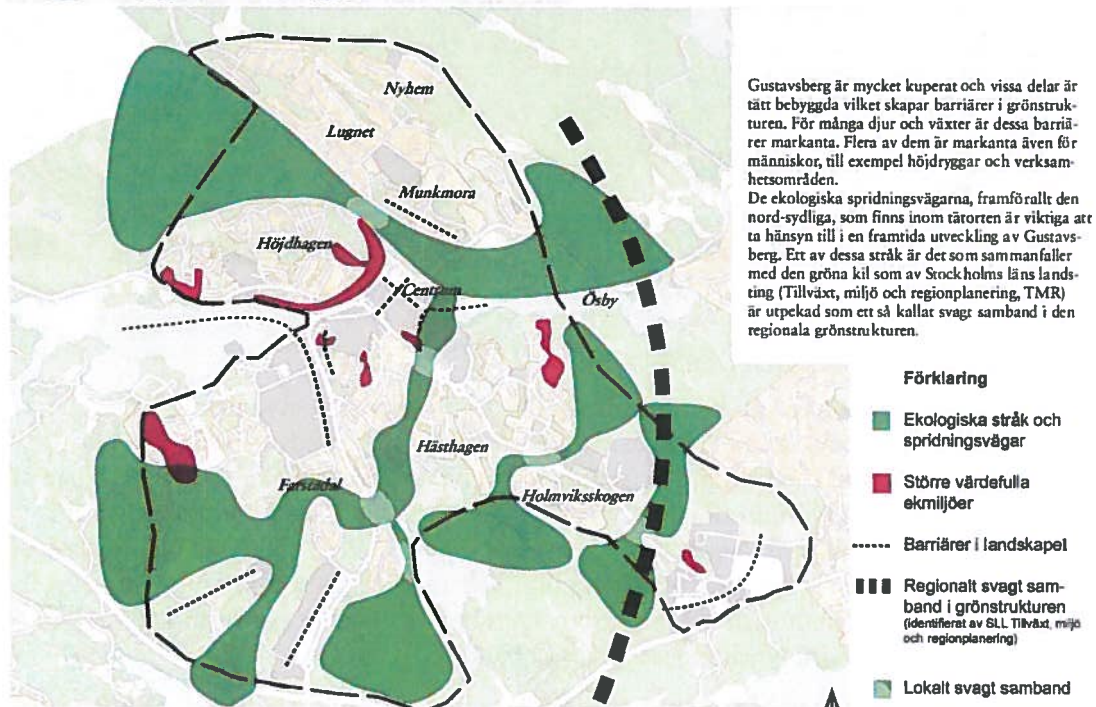 Nyhem
Lugnet
Munkmora
Höjdhagen
Centrum
Ösby
Hästhagen
Farstadal
Holmviksskogen
Gustavsberg är mycket kuperat och vissa delar är
tätt bebyggda vilket skapar barriärer i grönstruk-
turen. För många djur och växter är dessa barriä-
rer markanta. Flera av dem är markanta även för
människor, till exempel höjdryggar och verksam-
hetsområden.
De ekologiska spridningsvägarna, framförallt den
nord-sydliga, som finns inom tätorten är viktiga att
ta hänsyn till i en framtida utveckling av Gustavs-
berg. Ett av dessa stråk är det som sammanfaller
med den gröna kil som av Stockholms läns lands-
ting (Tillväxt, miljö och regionplanering, TMR)
är utpekad som ett så kallat svagt samband i den
regionala grönstrukturen.
Förklaring
Ekologiska stråk och
spridningsvägar
Större värdefulla
ekmiljöer
Barriärer i landskapet
Regionalt svagt sam-
band i grönstrukturen
(identifierat av SLL Tillväxt, miljö
och regionplanering)
Lokalt svagt samband